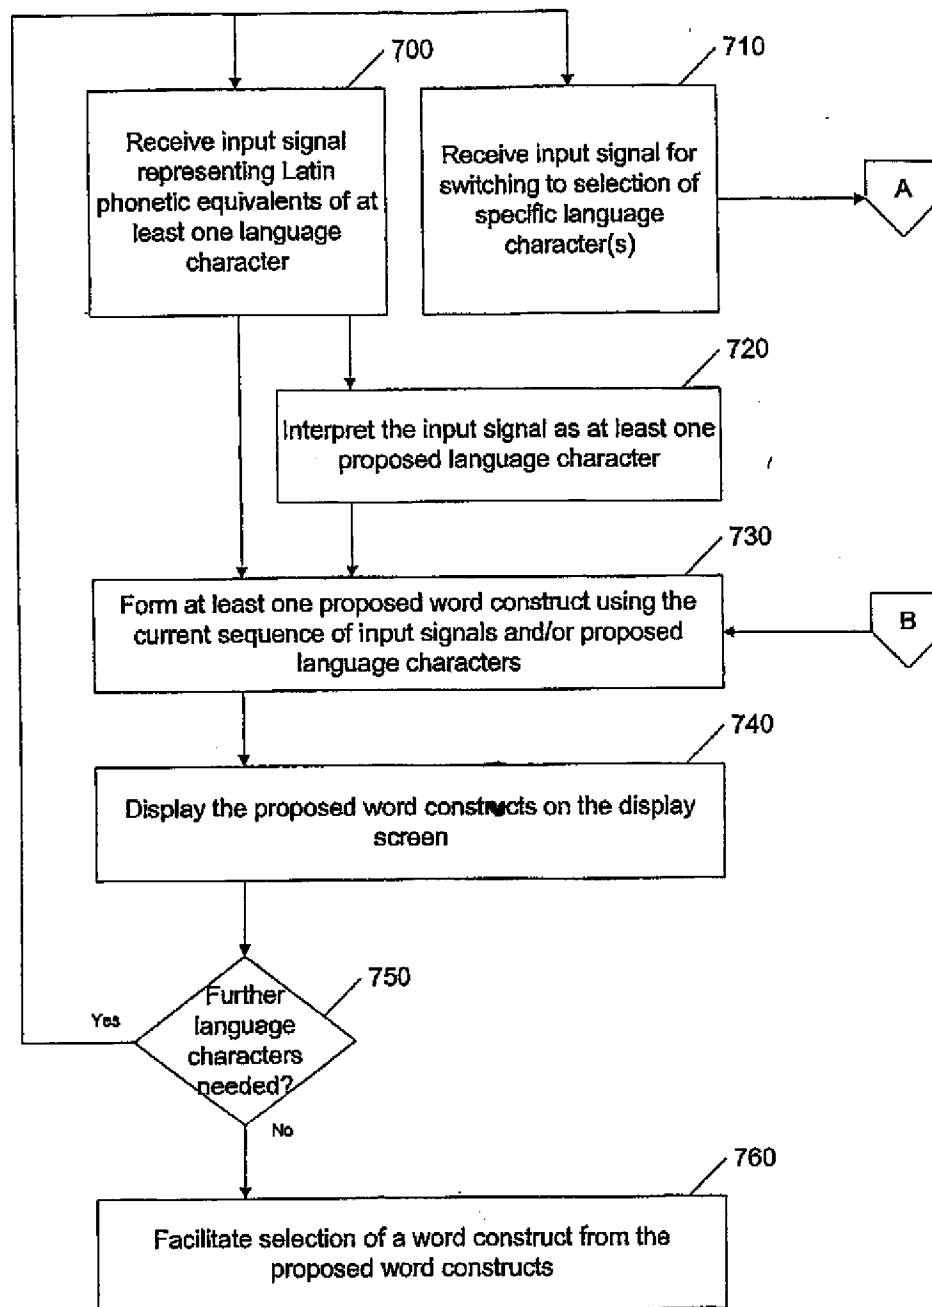 700
Receive input signal
representing Latin
phonetic equivalents of at
least one language
character
710
Receive input signal for
switching to selection of
specific language
character(s)
A
720
Interpret the input signal as at least one
proposed language character
730
Form at least one proposed word construct using the
current sequence of input signals and/or proposed
language characters
B
740
Display the proposed word constructs on the display
screen
750
Further
language
characters
needed?
Yes
No
760
Facilitate selection of a word construct from the
proposed word constructs